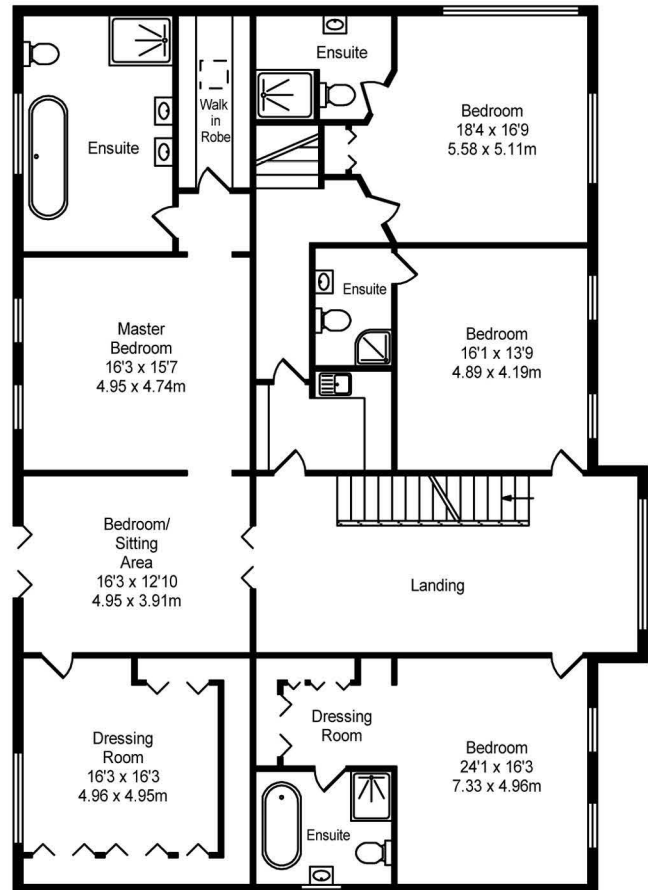 Ensuite
Walk
in
Robe
Ensuite
Bedroom
18'4 x 16'9
5.58 x 5.11m
Master
Bedroom
16'3 x 15'7
4.95 x 4.74m
Ensuite
Bedroom
16'1 x 13'9
4.89 x 4.19m
Bedroom/
Sitting
Area
16'3 x 12'10
4.95 x 3.91m
Landing
Dressing
Room
16'3 x 16'3
4.96 x 4.95m
Dressing
Room
Ensuite
Bedroom
24'1 x 16'3
7.33 x 4.96m